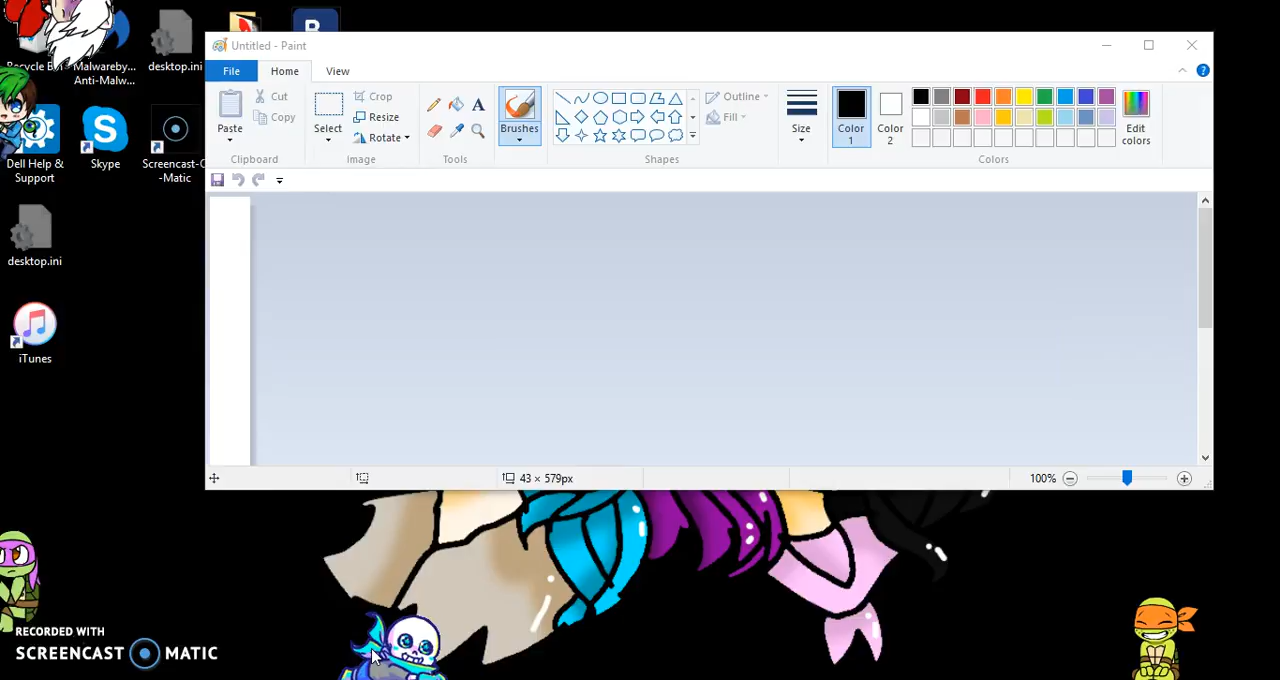 B
Untitled - Paint
File Home View
Paste
Cut
Copy
Clipboard
Select
Crop
Resize
Rotate
Image
A
Tools
Brushes
Outline
Fill
Shapes
Size
Color 1
Color 2
Edit colors
Colors
43 × 579px
100%
Malwareby...
Anti-Malw...
desktop.ini
Dell Help &
Support
Skype
Screencast-O
-Matic
desktop.ini
iTunes
RECORDED WITH
SCREENCAST MATIC